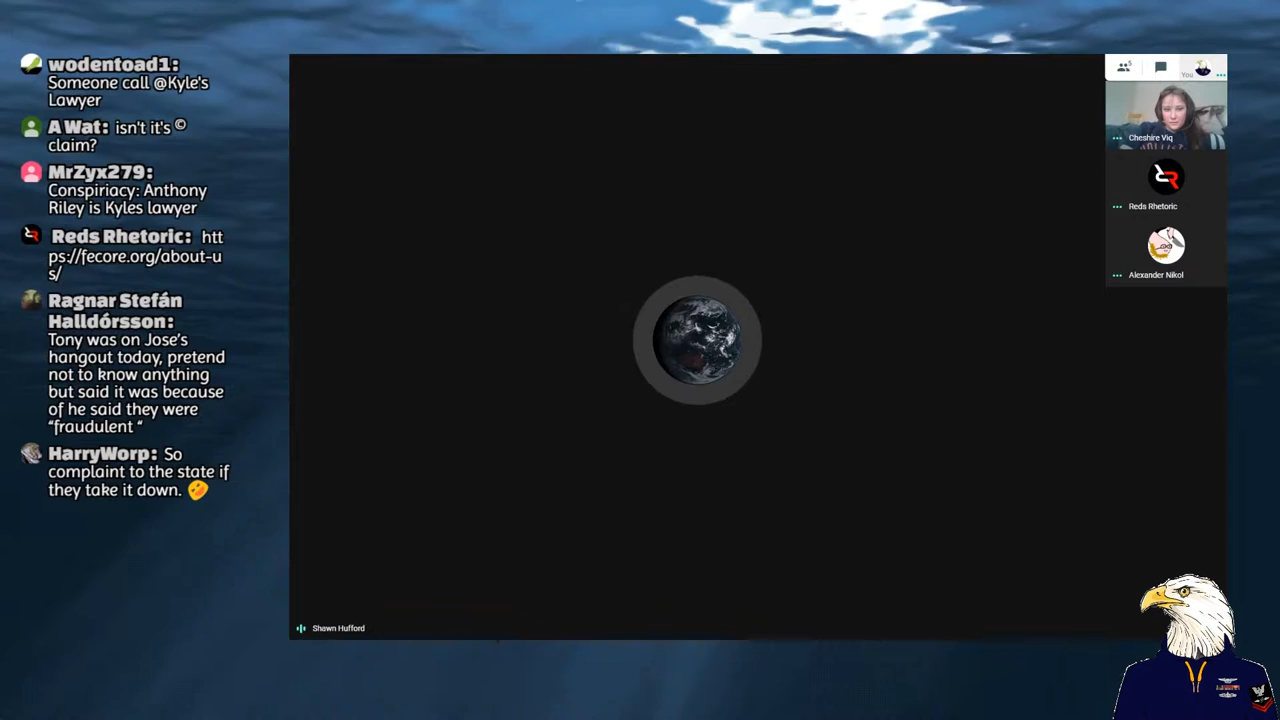 wodentoad1:
Someone call @Kyle's
Lawyer
A Wat: isn't it's ©
claim?
MrZyx279:
Conspiracy: Anthony
Riley is Kyles lawyer
Reds Rhetoric: htt
ps://fecore.org/about-u
s/
Ragnar Stefán
Halldórsson:
Tony was on Jose's
hangout today, pretend
not to know anything
but said it was because
of he said they were
“fraudulent “
HarryWorp: So
complaint to the state if
they take it down.
5
You
Cheshire Viq
Reds Rhetoric
Alexander Nikol
Shawn Hufford